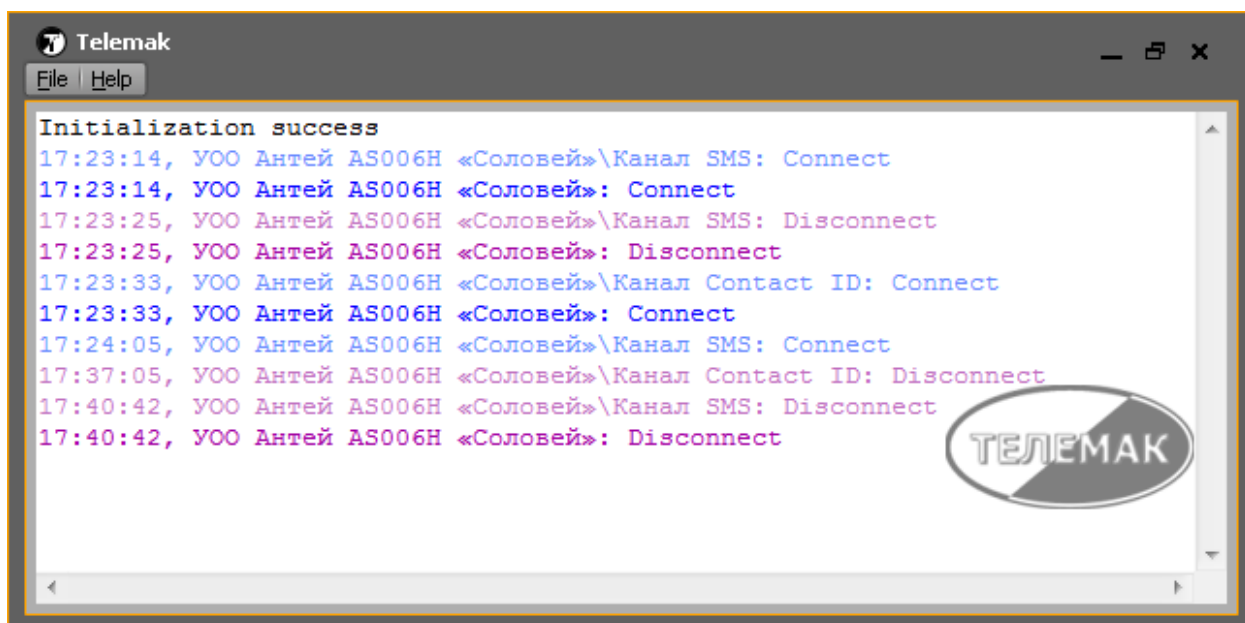 Telemak
File Help
Initialization success
17:23:14, УОО Антей AS006H «Соловей»\Канал SMS: Connect
17:23:14, УОО Антей AS006H «Соловей»: Connect
17:23:25, УОО Антей AS006H «Соловей»\Канал SMS: Disconnect
17:23:25, УОО Антей AS006H «Соловей»: Disconnect
17:23:33, УОО Антей AS006H «Соловей»\Канал Contact ID: Connect
17:23:33, УОО Антей AS006H «Соловей»: Connect
17:24:05, УОО Антей AS006H «Соловей»\Канал SMS: Connect
17:37:05, УОО Антей AS006H «Соловей»\Канал Contact ID: Disconnect
17:40:42, УОО Антей AS006H «Соловей»\Канал SMS: Disconnect
17:40:42, УОО Антей AS006H «Соловей»: Disconnect
ТЕЛЕМАК